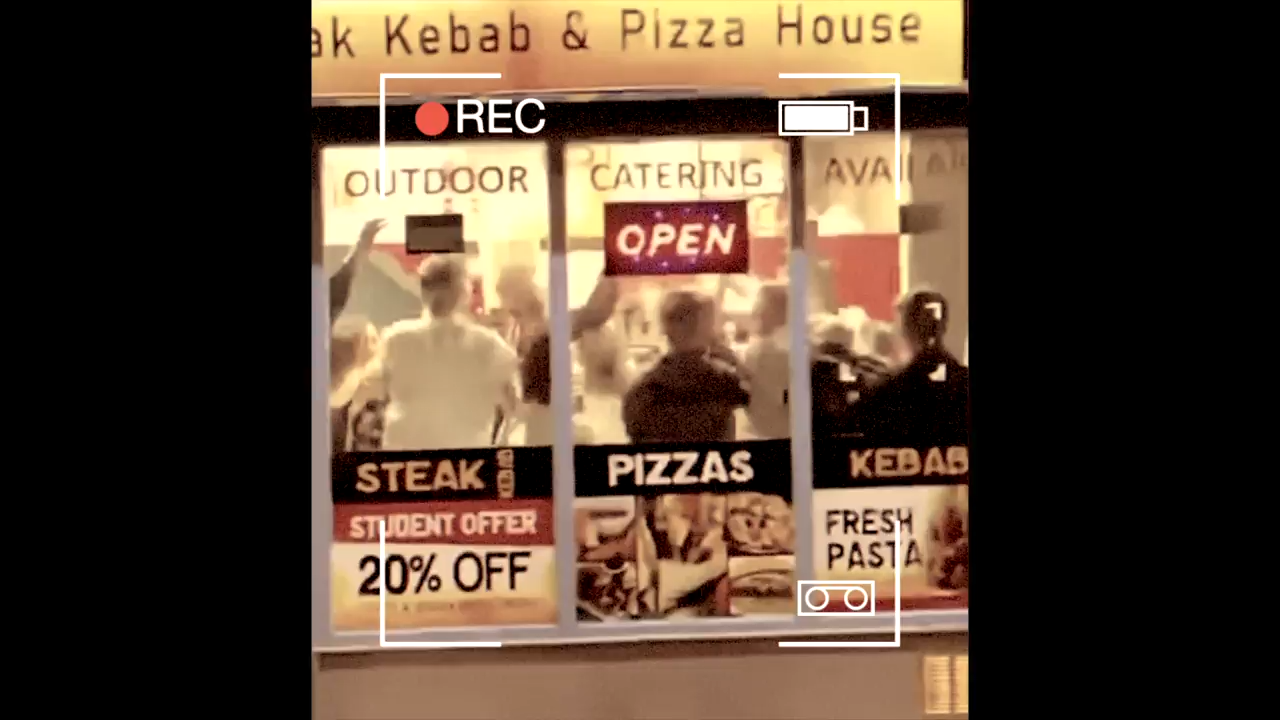 ak Kebab & Pizza House
REC
OUTDOOR
CATERING
OPEN
STEAK
PIZZAS
KEBAB
STUDENT OFFER
20% OFF
FRESH
PASTA